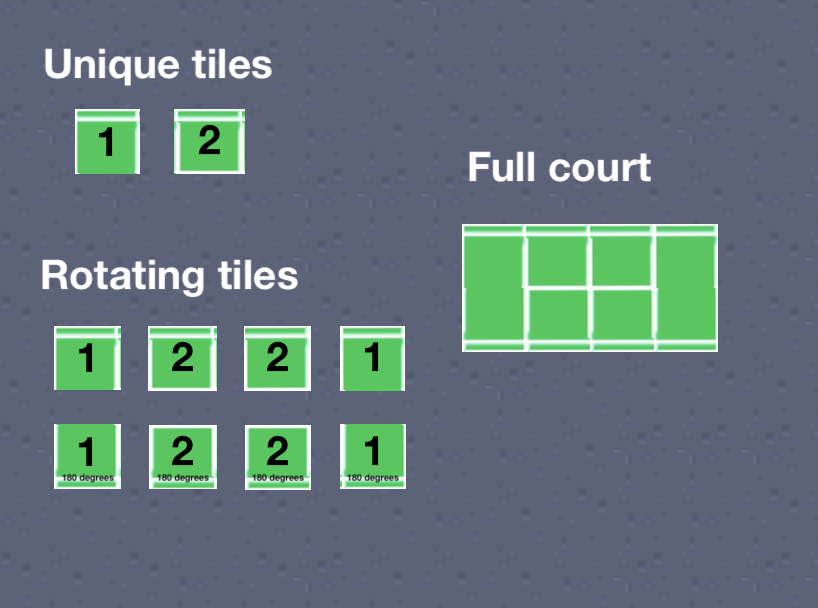 Unique tiles
1 2
Full court
Rotating tiles
1 2 2 1
1 2 2 1
180 degrees 180 degrees 180 degrees 180 degrees